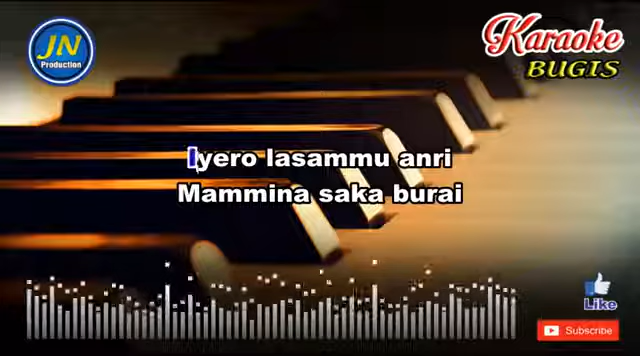 JN
Production
Karaoke
BUGIS
Iyero lasammu anri
Mammina saka burai
Like
Subscribe